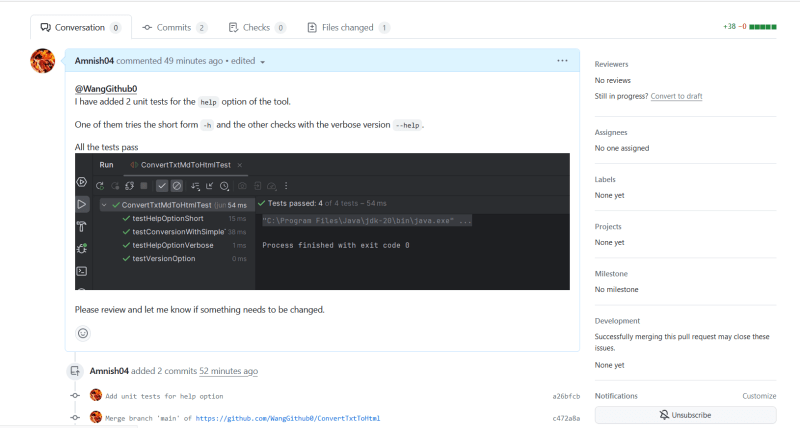 Conversation 0 Commits 2 Checks 0 Files changed 1 +38 −0
Amnish04 commented 49 minutes ago • edited
@WangGithub0
I have added 2 unit tests for the help option of the tool.
One of them tries the short form -h and the other checks with the verbose version --help .
All the tests pass
Run ConvertTxtMdToHtmlTest
ConvertTxtMdToHtmlTest 54 ms
testHelpOptionShort 15 ms
testConversionWithSimple 38 ms
testHelpOptionVerbose 1 ms
testVersionOption 0 ms
Tests passed: 4 of 4 tests – 54 ms
"C:\Program Files\Java\jdk-20\bin\java.exe" ...
Process finished with exit code 0
Please review and let me know if something needs to be changed.
Amnish04 added 2 commits 52 minutes ago
Add unit tests for help option a26bfcb
Merge branch 'main' of https://github.com/WangGithub0/ConvertTxtToHtml c472a8a
Reviewers
No reviews
Still in progress? Convert to draft
Assignees
No one assigned
Labels
None yet
Projects
None yet
Milestone
No milestone
Development
Successfully merging this pull request may close these
issues.
None yet
Notifications Customize
Unsubscribe